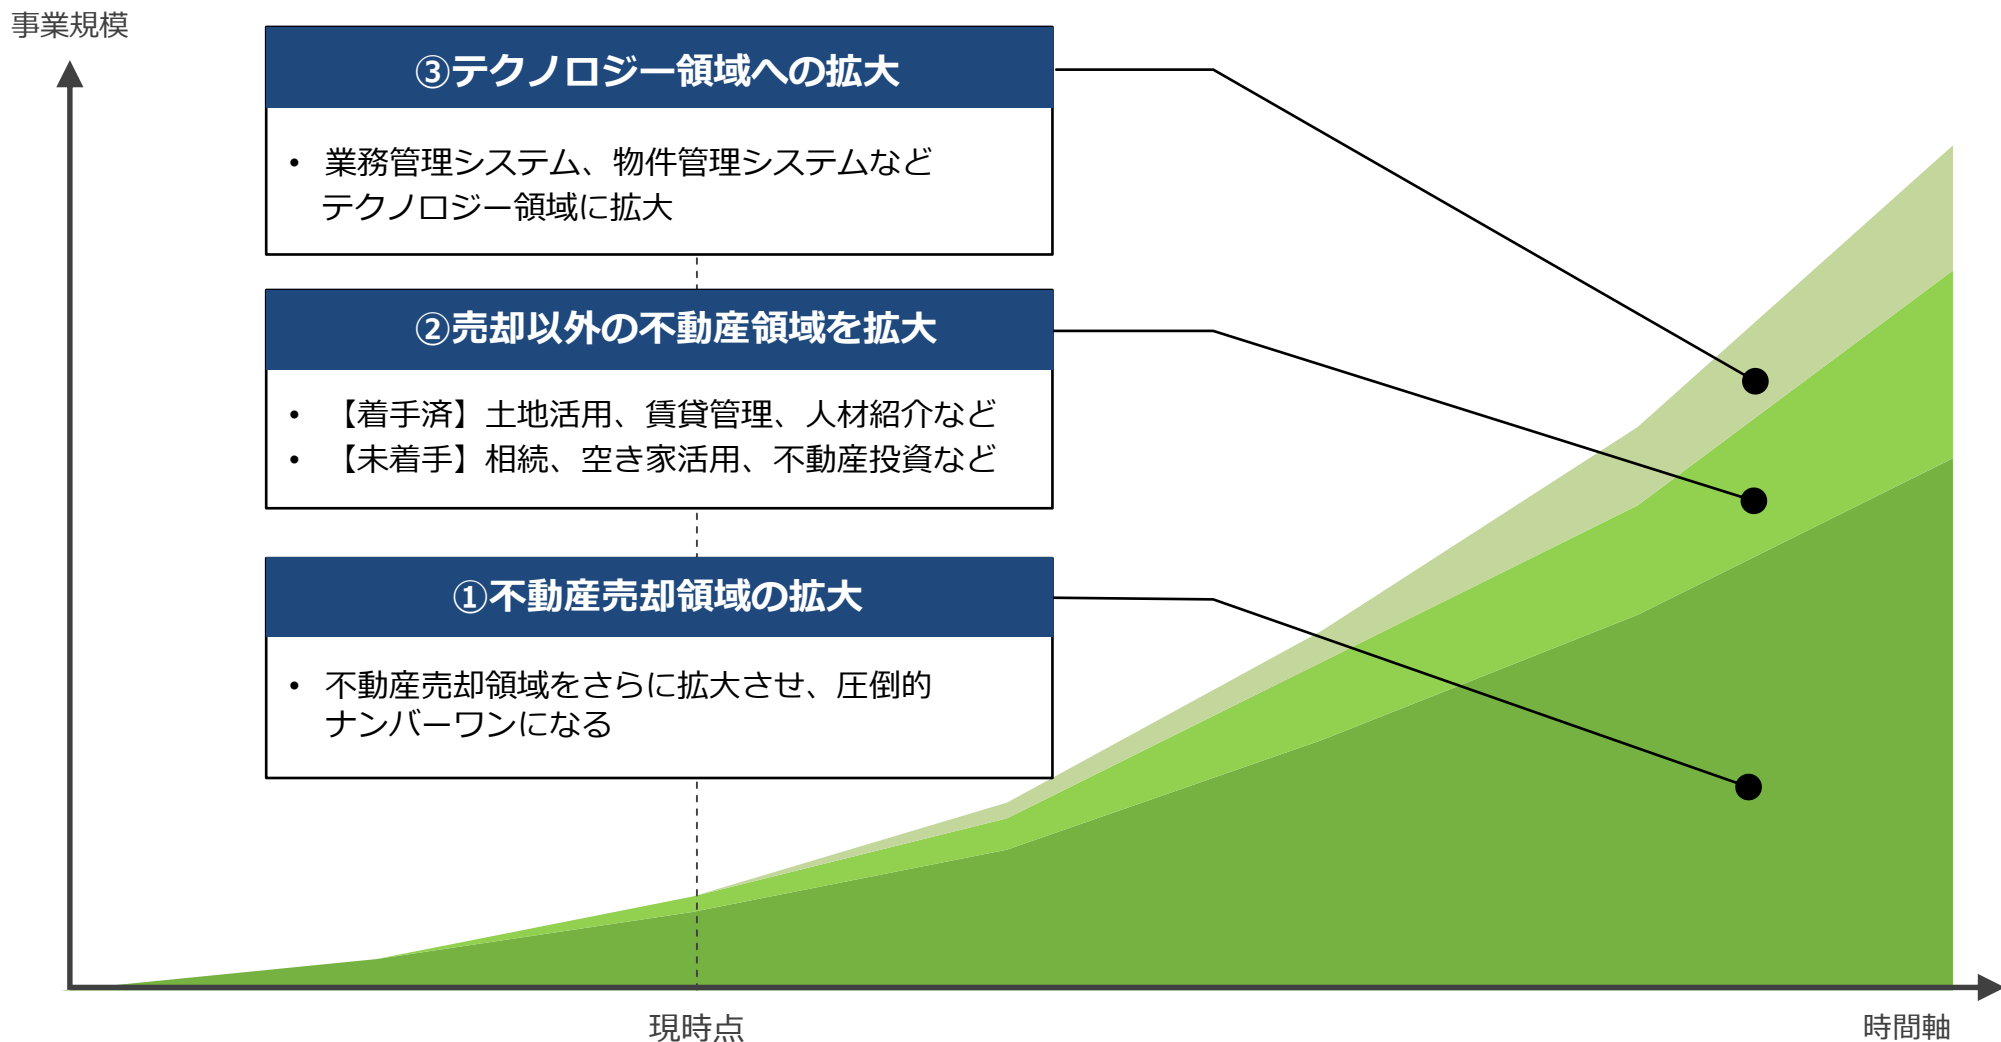 事業規模
③テクノロジー領域への拡大
• 業務管理システム、物件管理システムなど
テクノロジー領域に拡大
②売却以外の不動産領域を拡大
• 【着手済】土地活用、賃貸管理、人材紹介など
• 【未着手】相続、空き家活用、不動産投資など
①不動産売却領域の拡大
• 不動産売却領域をさらに拡大させ、圧倒的
ナンバーワンになる
現時点
時間軸